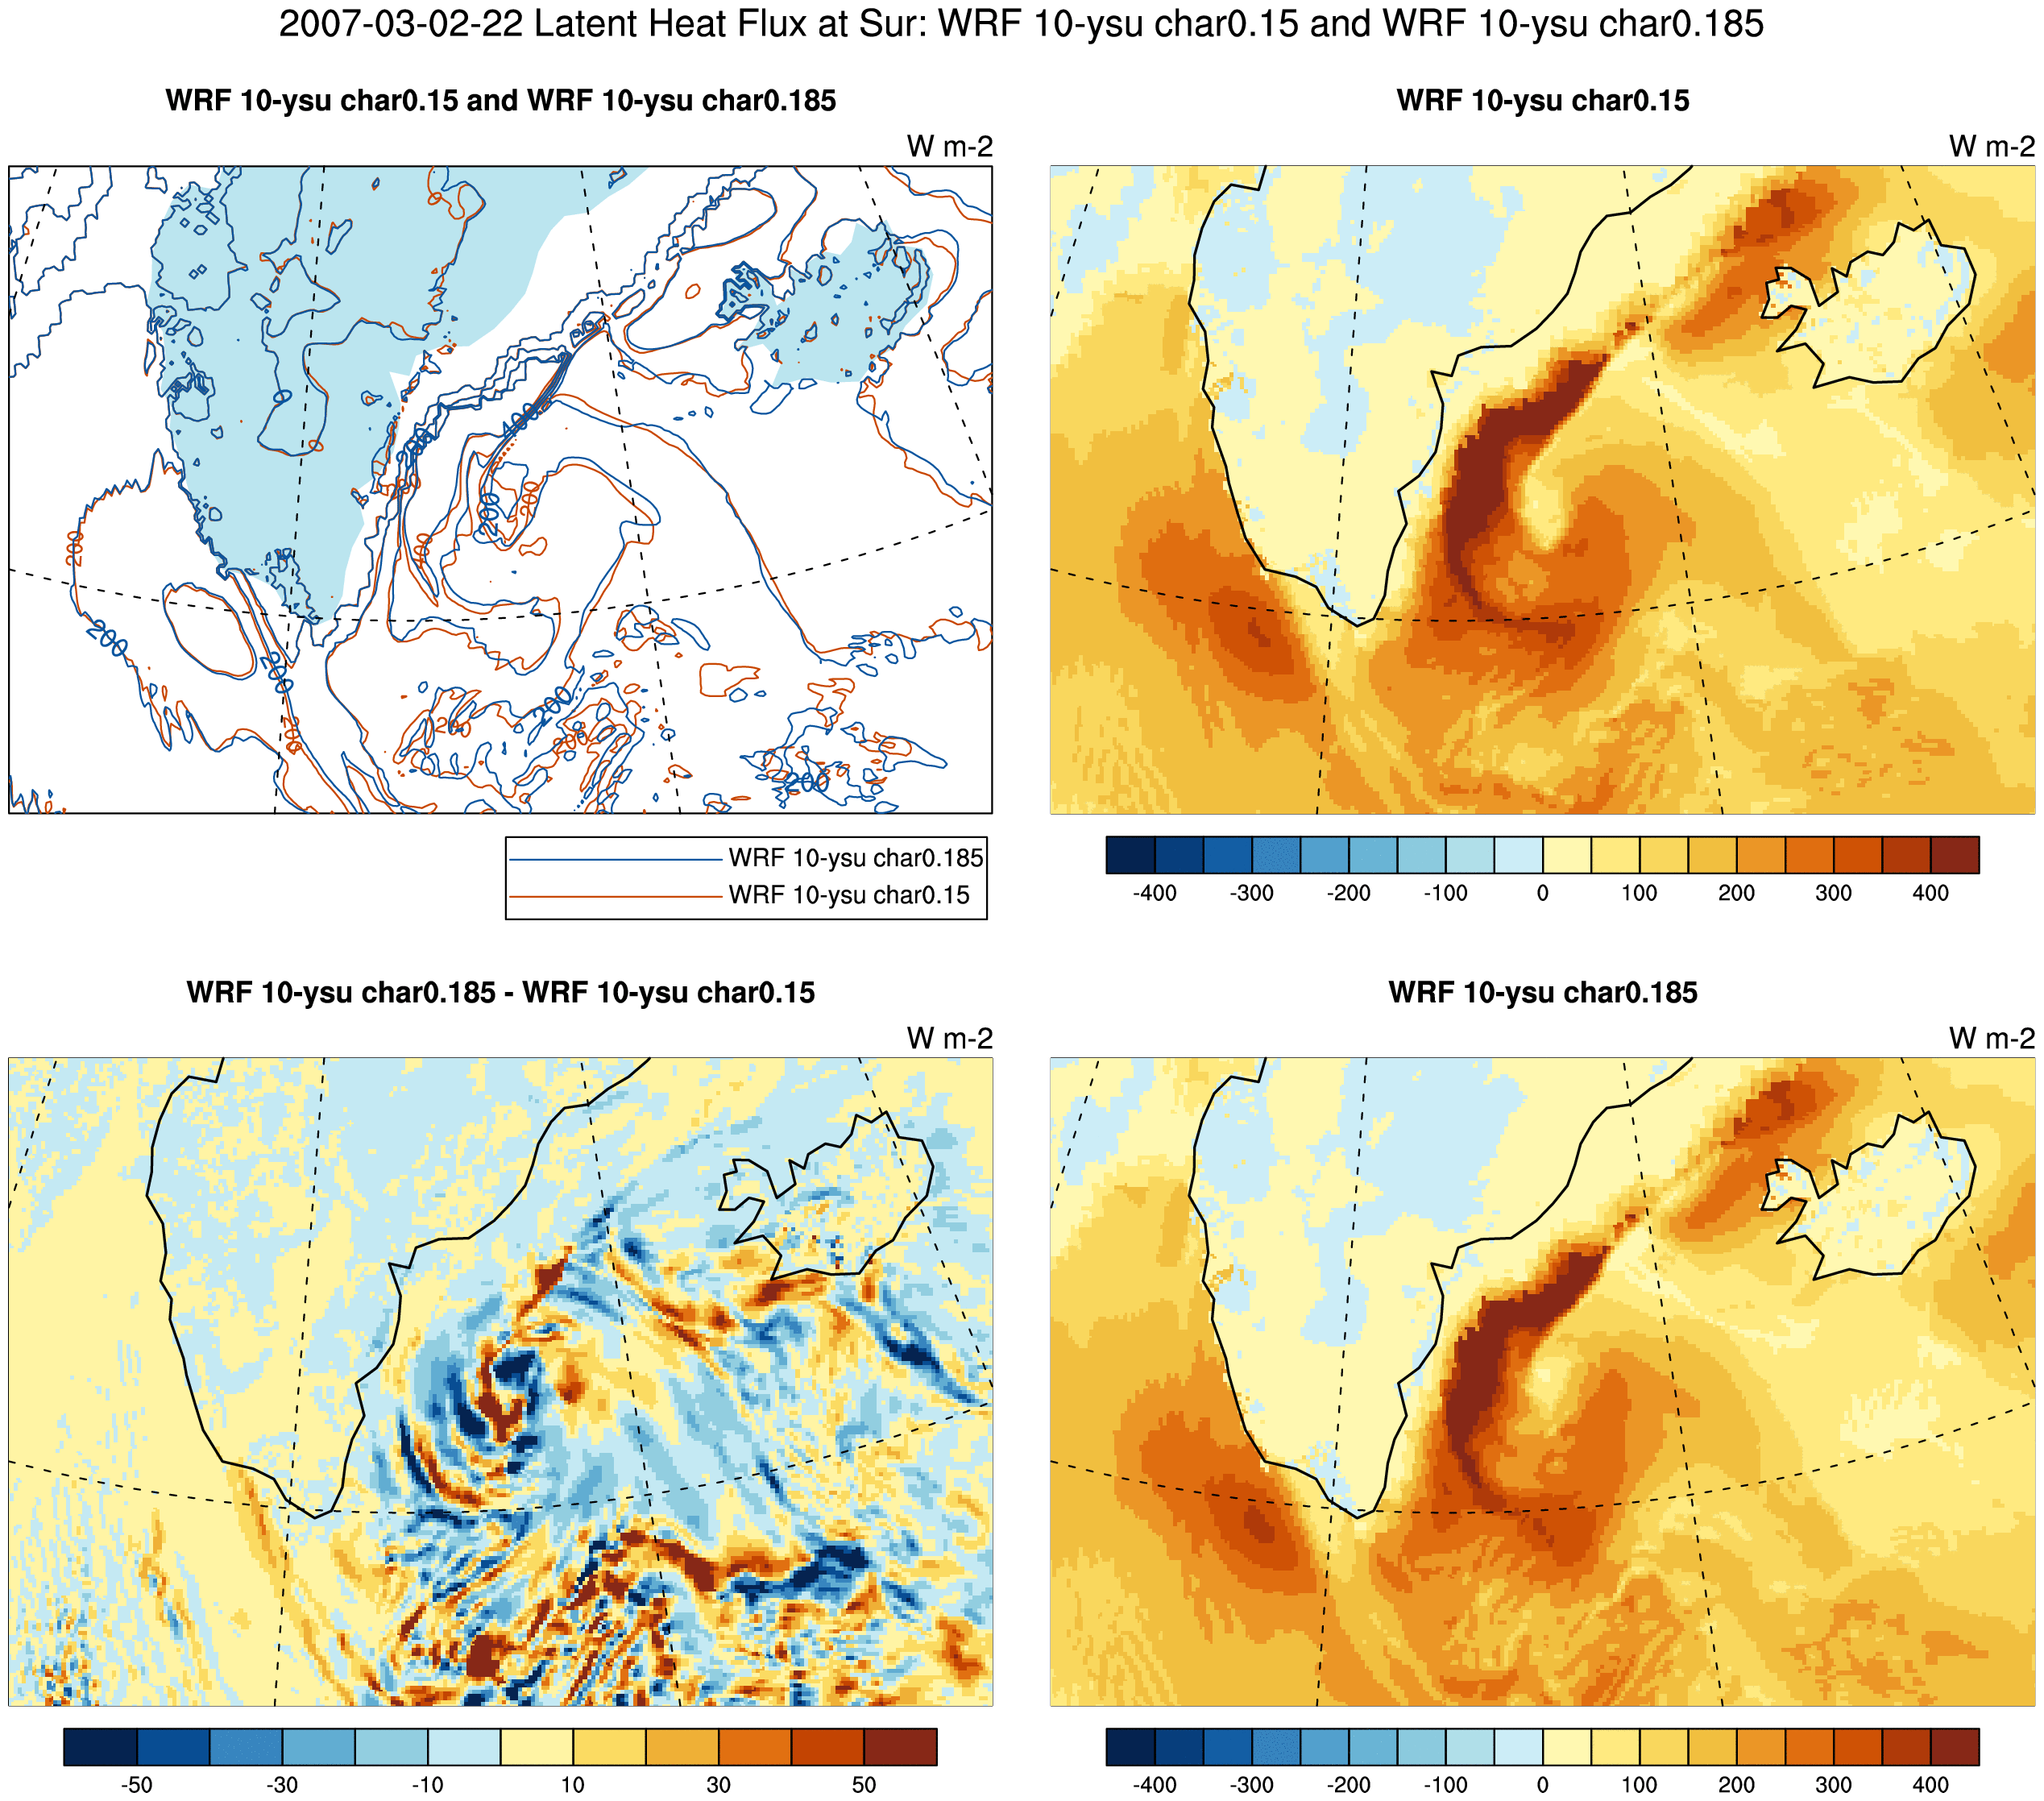 2007-03-02-22 Latent Heat Flux at Sur: WRF 10-ysu char0.15 and WRF 10-ysu char0.185
WRF 10-ysu char0.15 and WRF 10-ysu char0.185
W m-2
200
200
200
200
200
200
400
200
200
200
200
0
0
WRF 10-ysu char0.185
WRF 10-ysu char0.15
WRF 10-ysu char0.15
W m-2
-400 -300 -200 -100 0 100 200 300 400
WRF 10-ysu char0.185 - WRF 10-ysu char0.15
W m-2
-50 -30 -10 10 30 50
WRF 10-ysu char0.185
W m-2
-400 -300 -200 -100 0 100 200 300 400